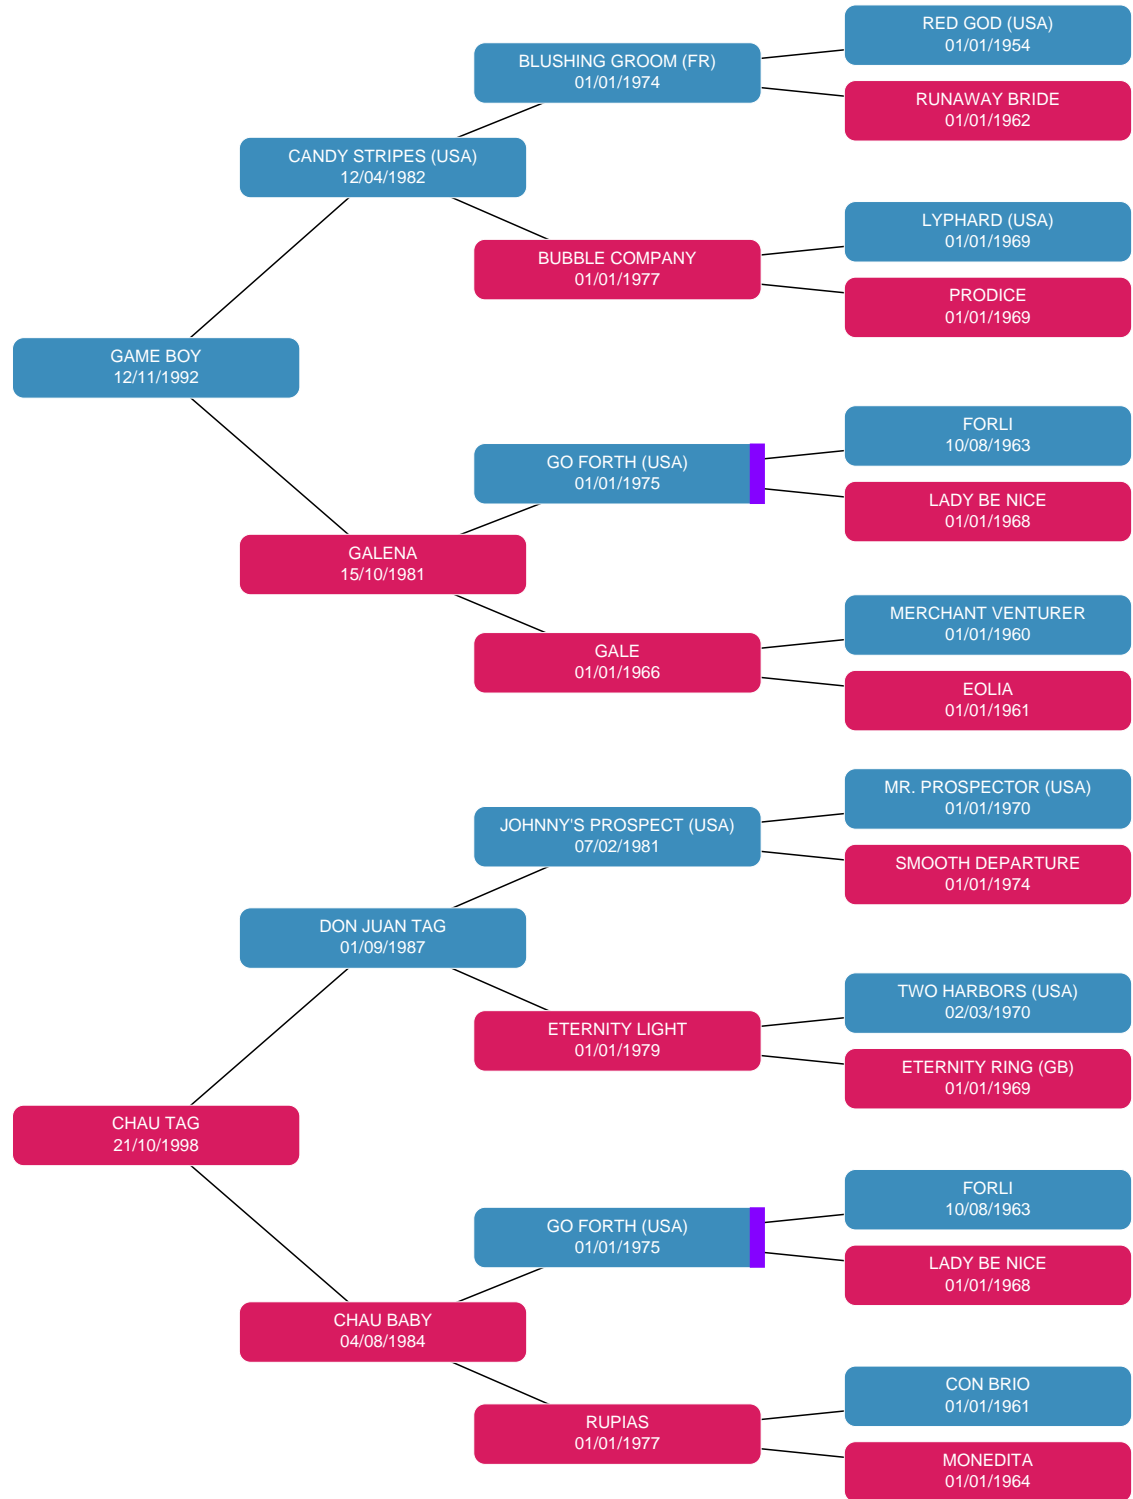 RED GOD (USA)
01/01/1954
BLUSHING GROOM (FR)
01/01/1974
RUNAWAY BRIDE
01/01/1962
CANDY STRIPES (USA)
12/04/1982
LYPHARD (USA)
01/01/1969
BUBBLE COMPANY
01/01/1977
PRODICE
01/01/1969
GAME BOY
12/11/1992
FORLI
10/08/1963
GO FORTH (USA)
01/01/1975
LADY BE NICE
01/01/1968
GALENA
15/10/1981
MERCHANT VENTURER
01/01/1960
GALE
01/01/1966
EOLIA
01/01/1961
MR. PROSPECTOR (USA)
01/01/1970
JOHNNY'S PROSPECT (USA)
07/02/1981
SMOOTH DEPARTURE
01/01/1974
DON JUAN TAG
01/09/1987
TWO HARBORS (USA)
02/03/1970
ETERNITY LIGHT
01/01/1979
ETERNITY RING (GB)
01/01/1969
CHAU TAG
21/10/1998
FORLI
10/08/1963
GO FORTH (USA)
01/01/1975
LADY BE NICE
01/01/1968
CHAU BABY
04/08/1984
CON BRIO
01/01/1961
RUPIAS
01/01/1977
MONEDITA
01/01/1964